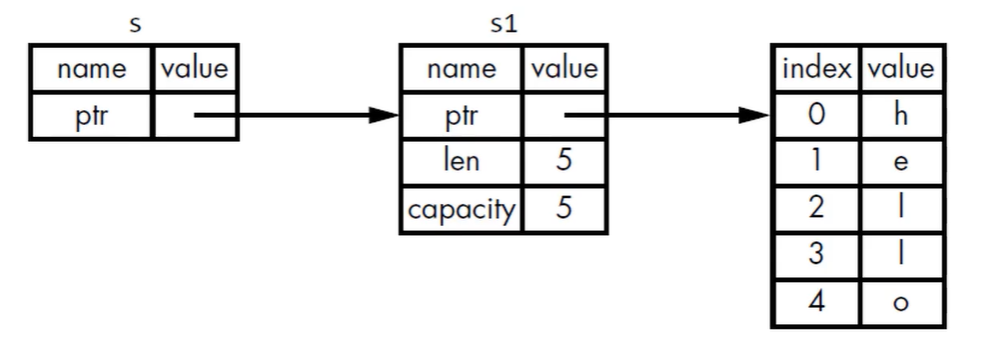 s
name value
ptr
s1
name value
ptr
len 5
capacity 5
index value
0 h
1 e
2 l
3 l
4 o